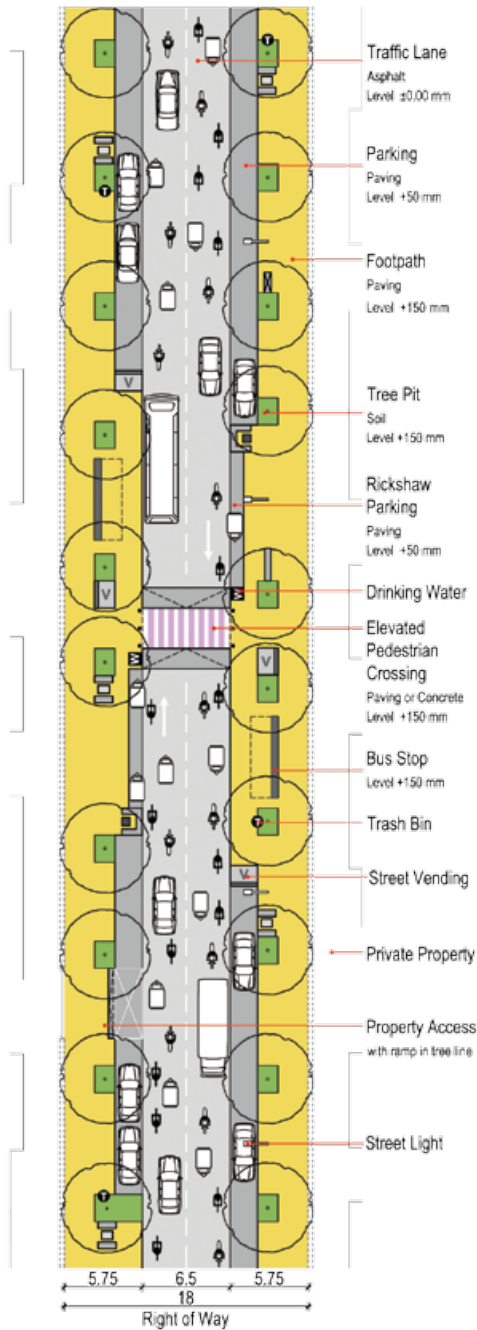 T
Traffic Lane
Asphalt
Level ±0.00 mm
Parking
Paving
Level +50 mm
T
Footpath
Paving
Level +150 mm
V
Tree Pit
Soil
Level +150 mm
Rickshaw
Parking
Paving
Level +50 mm
V
Drinking Water
Elevated
Pedestrian
Crossing
Paving or Concrete
Level +150 mm
V
Bus Stop
Level +150 mm
T
Trash Bin
V
Street Vending
Private Property
Property Access
with ramp in tree line
Street Light
T
5.75 6.5 5.75
18
Right of Way